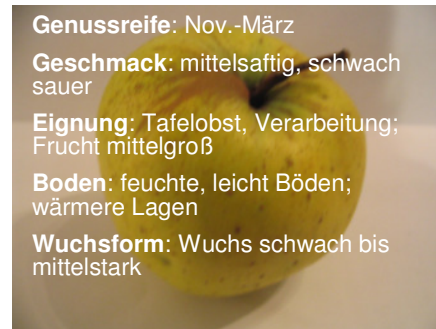 Genussreife: Nov.-März
Geschmack: mittelsaftig, schwach
sauer
Eignung: Tafelobst, Verarbeitung;
Frucht mittelgroß
Boden: feuchte, leicht Böden;
wärmere Lagen
Wuchsform: Wuchs schwach bis
mittelstark